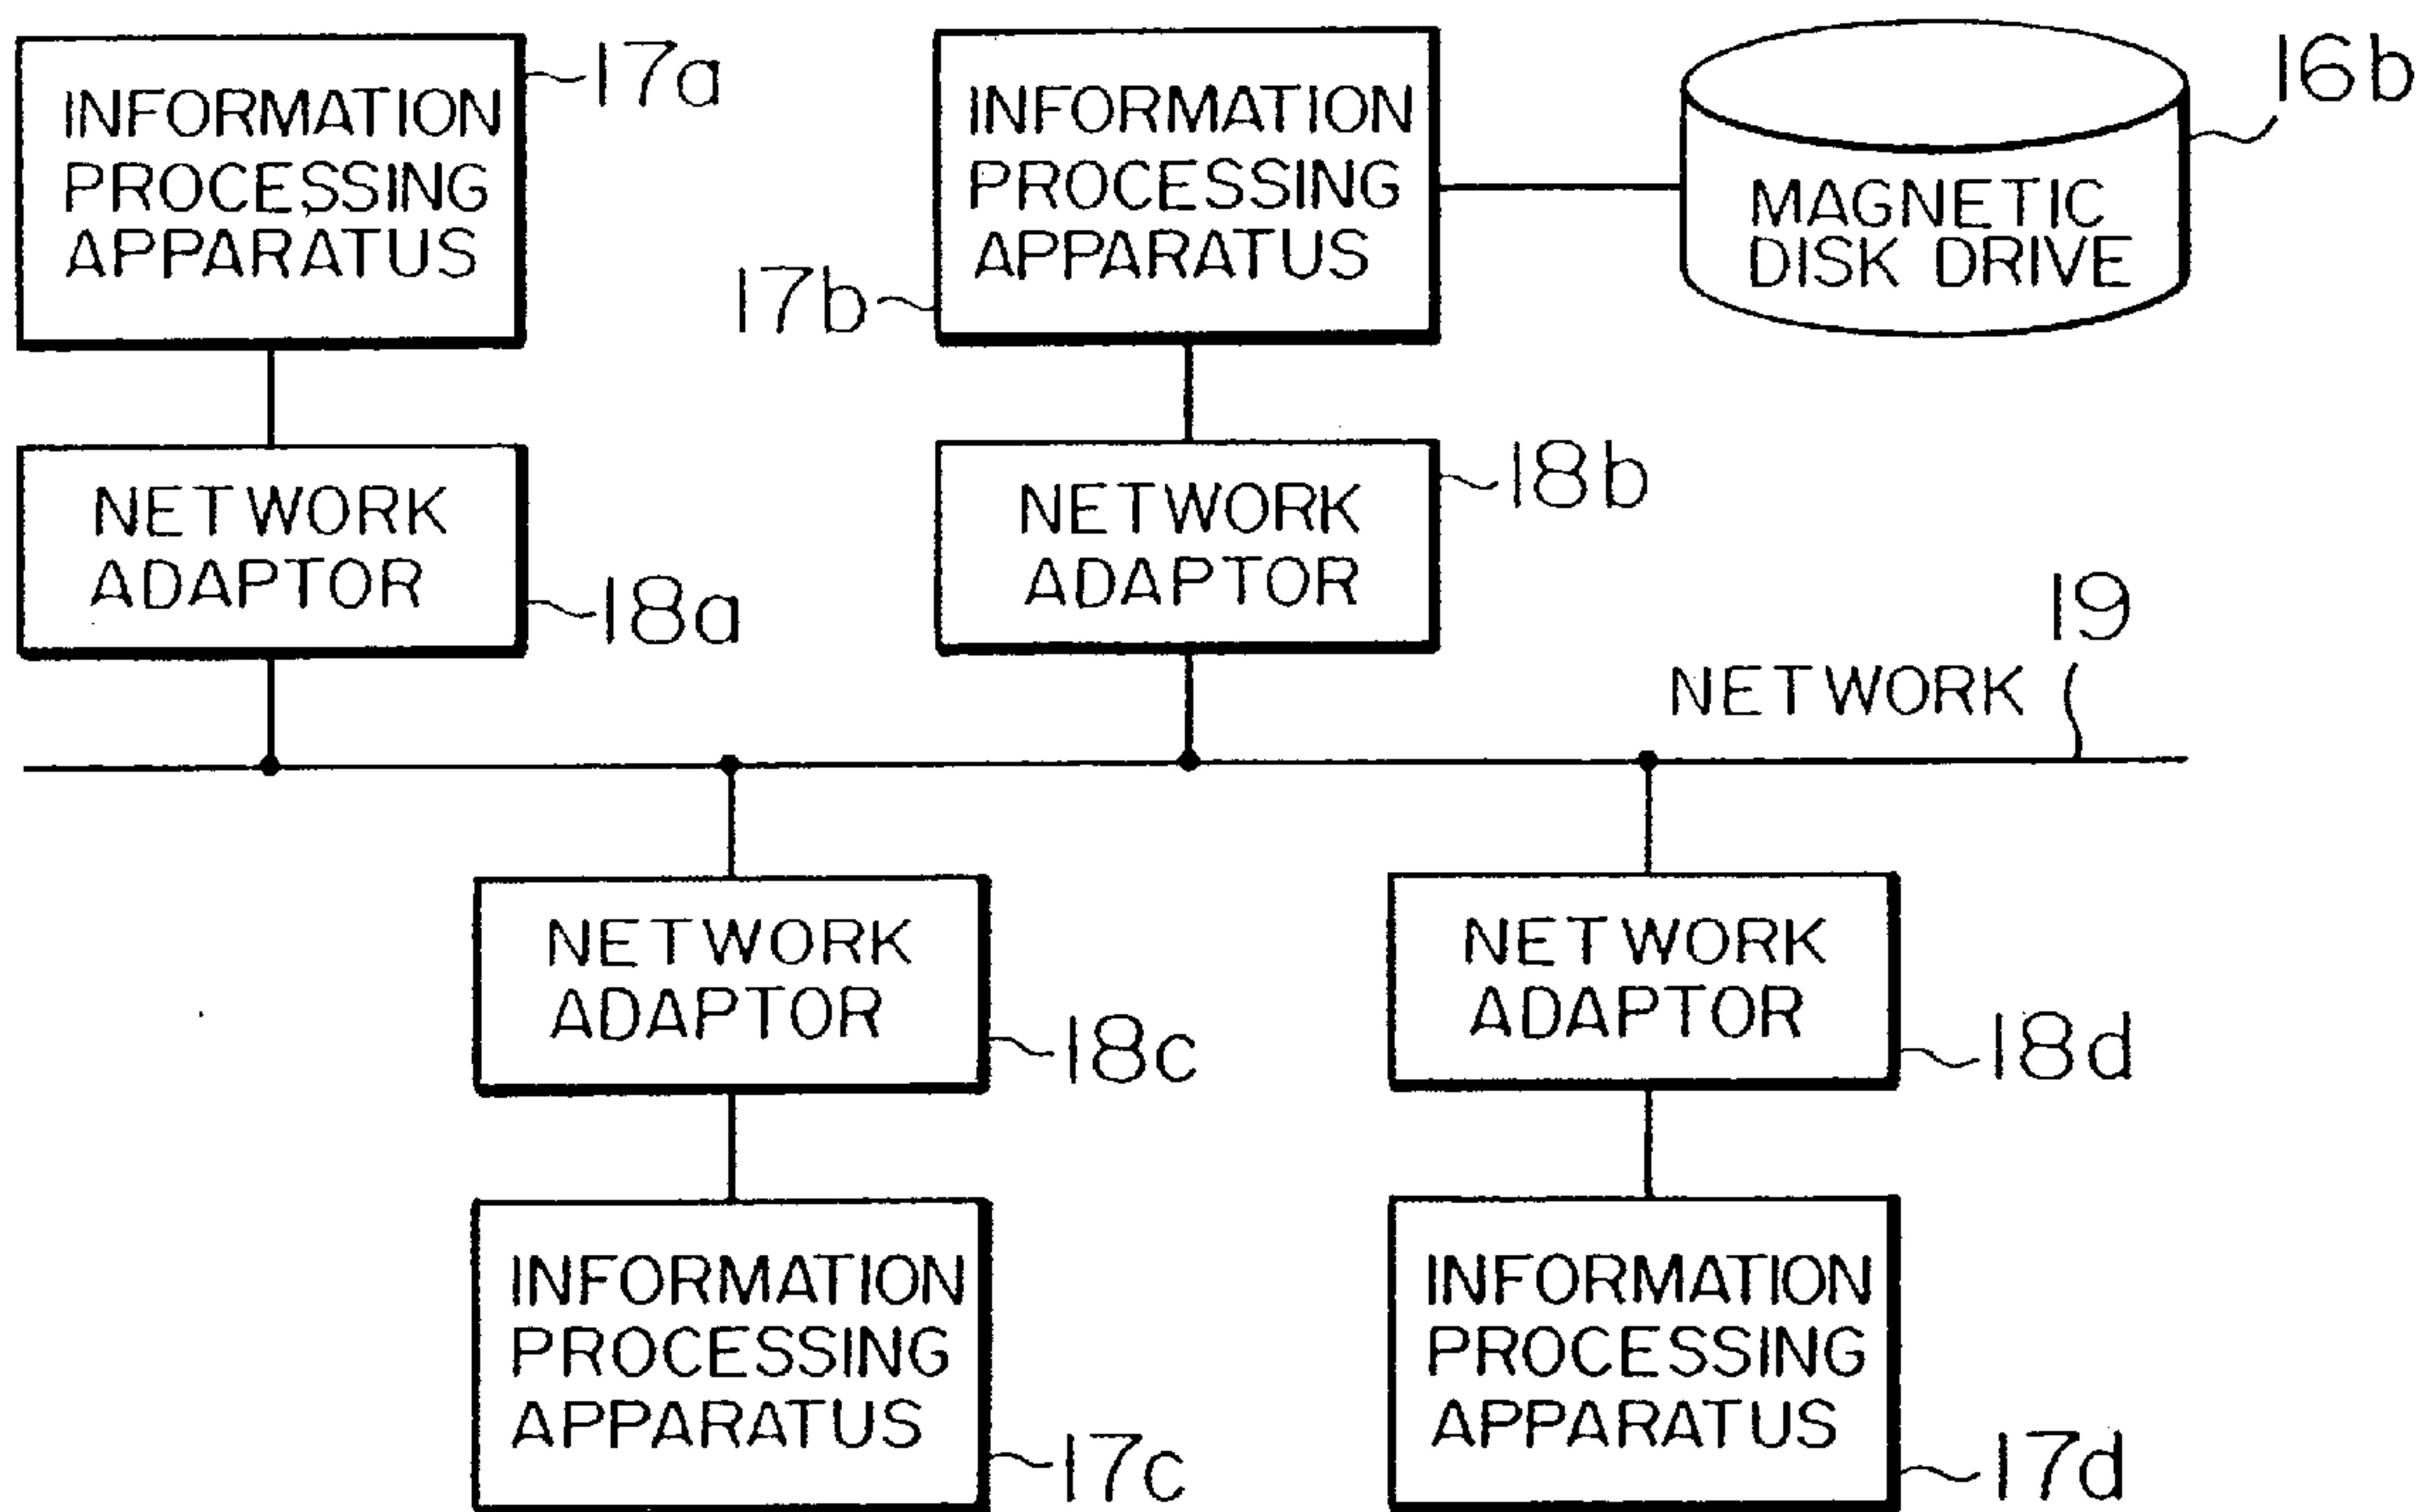 INFORMATION
PROCESSING
APPARATUS
17a
INFORMATION
PROCESSING
APPARATUS
17b
MAGNETIC
DISK DRIVE
16b
NETWORK
ADAPTOR
18a
NETWORK
ADAPTOR
18b
NETWORK
19
NETWORK
ADAPTOR
18c
NETWORK
ADAPTOR
18d
INFORMATION
PROCESSING
APPARATUS
17c
INFORMATION
PROCESSING
APPARATUS
17d